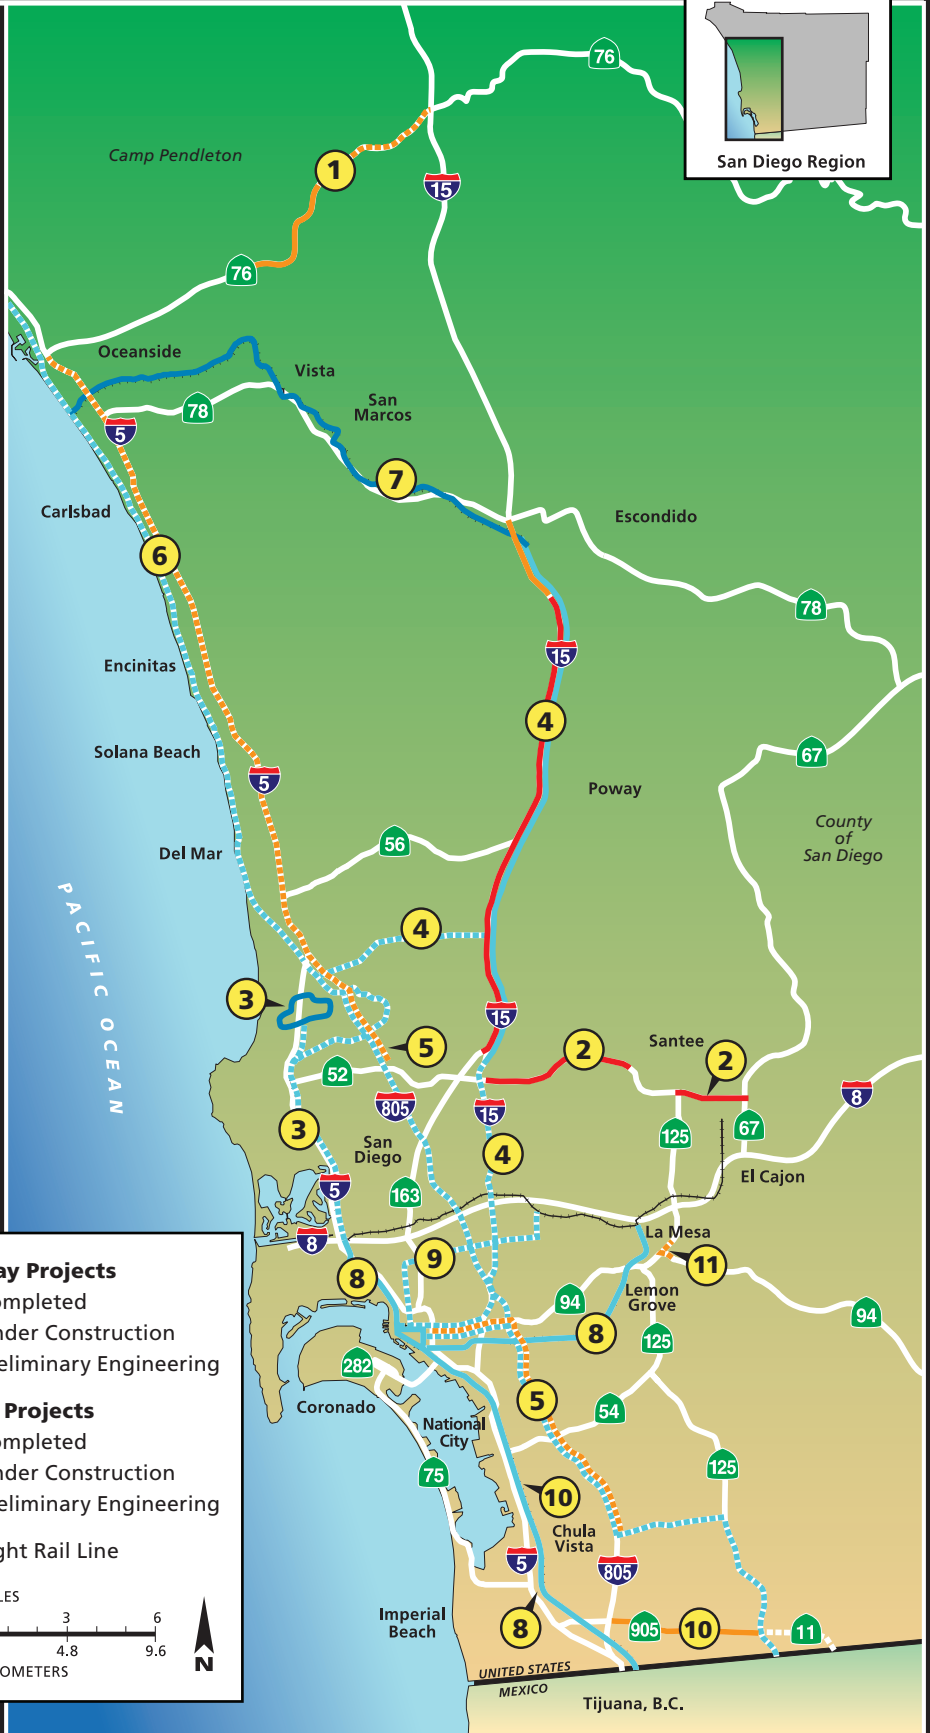 76
San Diego Region
Camp Pendleton
1
15
76
Oceanside
Vista
San
Marcos
78
5
7
Carlsbad
Escondido
6
78
15
Encinitas
4
Solana Beach
67
5
Poway
County
of
San Diego
56
Del Mar
PACIFIC OCEAN
4
3
15
5
2
Santee
2
52
8
805
15
3
125
67
San
Diego
4
El Cajon
5
163
8
La Mesa
9
11
8
Lemon
Grove
94
94
8
125
282
Coronado
5
54
National
City
75
125
10
Chula
Vista
5
805
Imperial
Beach
8
905
10
11
UNITED STATES
MEXICO
Tijuana, B.C.
ay Projects
ompleted
nder Construction
eliminary Engineering
Projects
ompleted
nder Construction
eliminary Engineering
ght Rail Line
LES
3 6
4.8 9.6
OMETERS
N